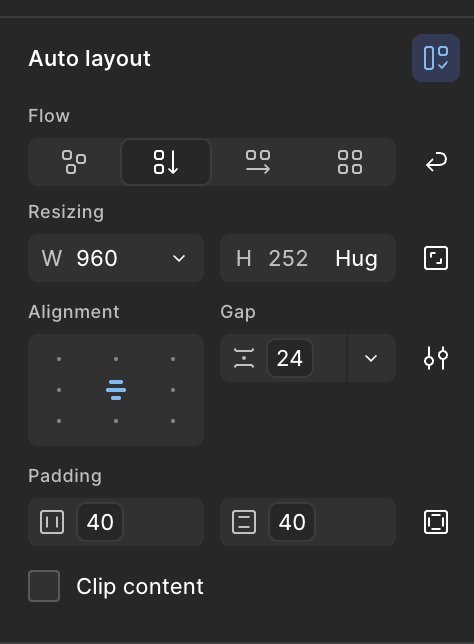 Auto layout
Flow
Resizing
W 960 H 252 Hug
Alignment Gap
24
Padding
40 40
Clip content